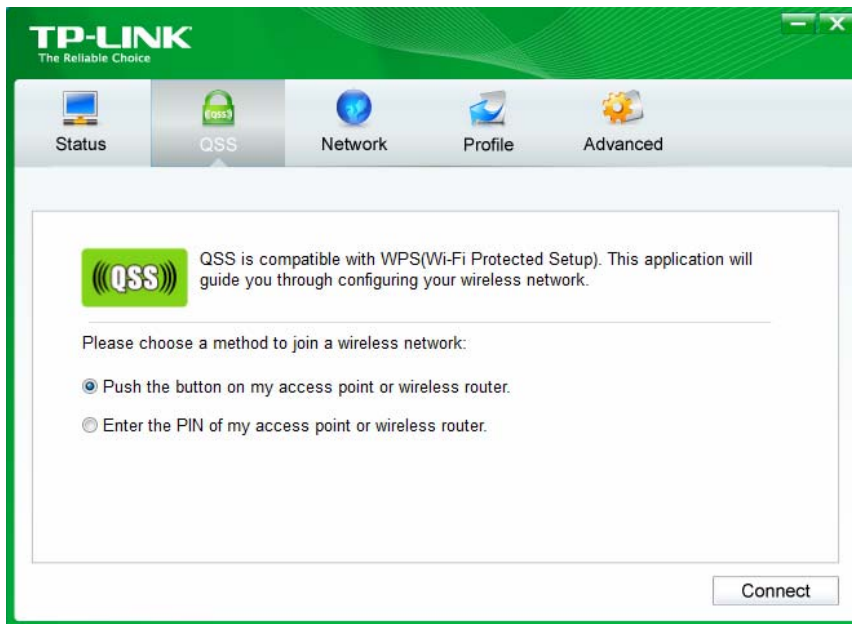 TP-LINK
The Reliable Choice
Status
QSS
Network
Profile
Advanced
QSS
QSS is compatible with WPS(Wi-Fi Protected Setup). This application will
guide you through configuring your wireless network.
Please choose a method to join a wireless network:
Push the button on my access point or wireless router.
Enter the PIN of my access point or wireless router.
Connect